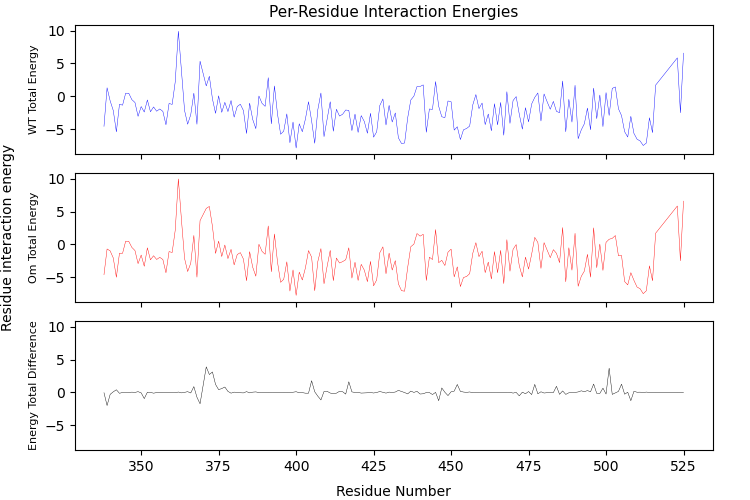 Per-Residue Interaction Energies
Residue interaction energy
WT Total Energy
10
5
0
−5
Om Total Energy
10
5
0
−5
Energy Total Difference
10
5
0
−5
350 375 400 425 450 475 500 525
Residue Number